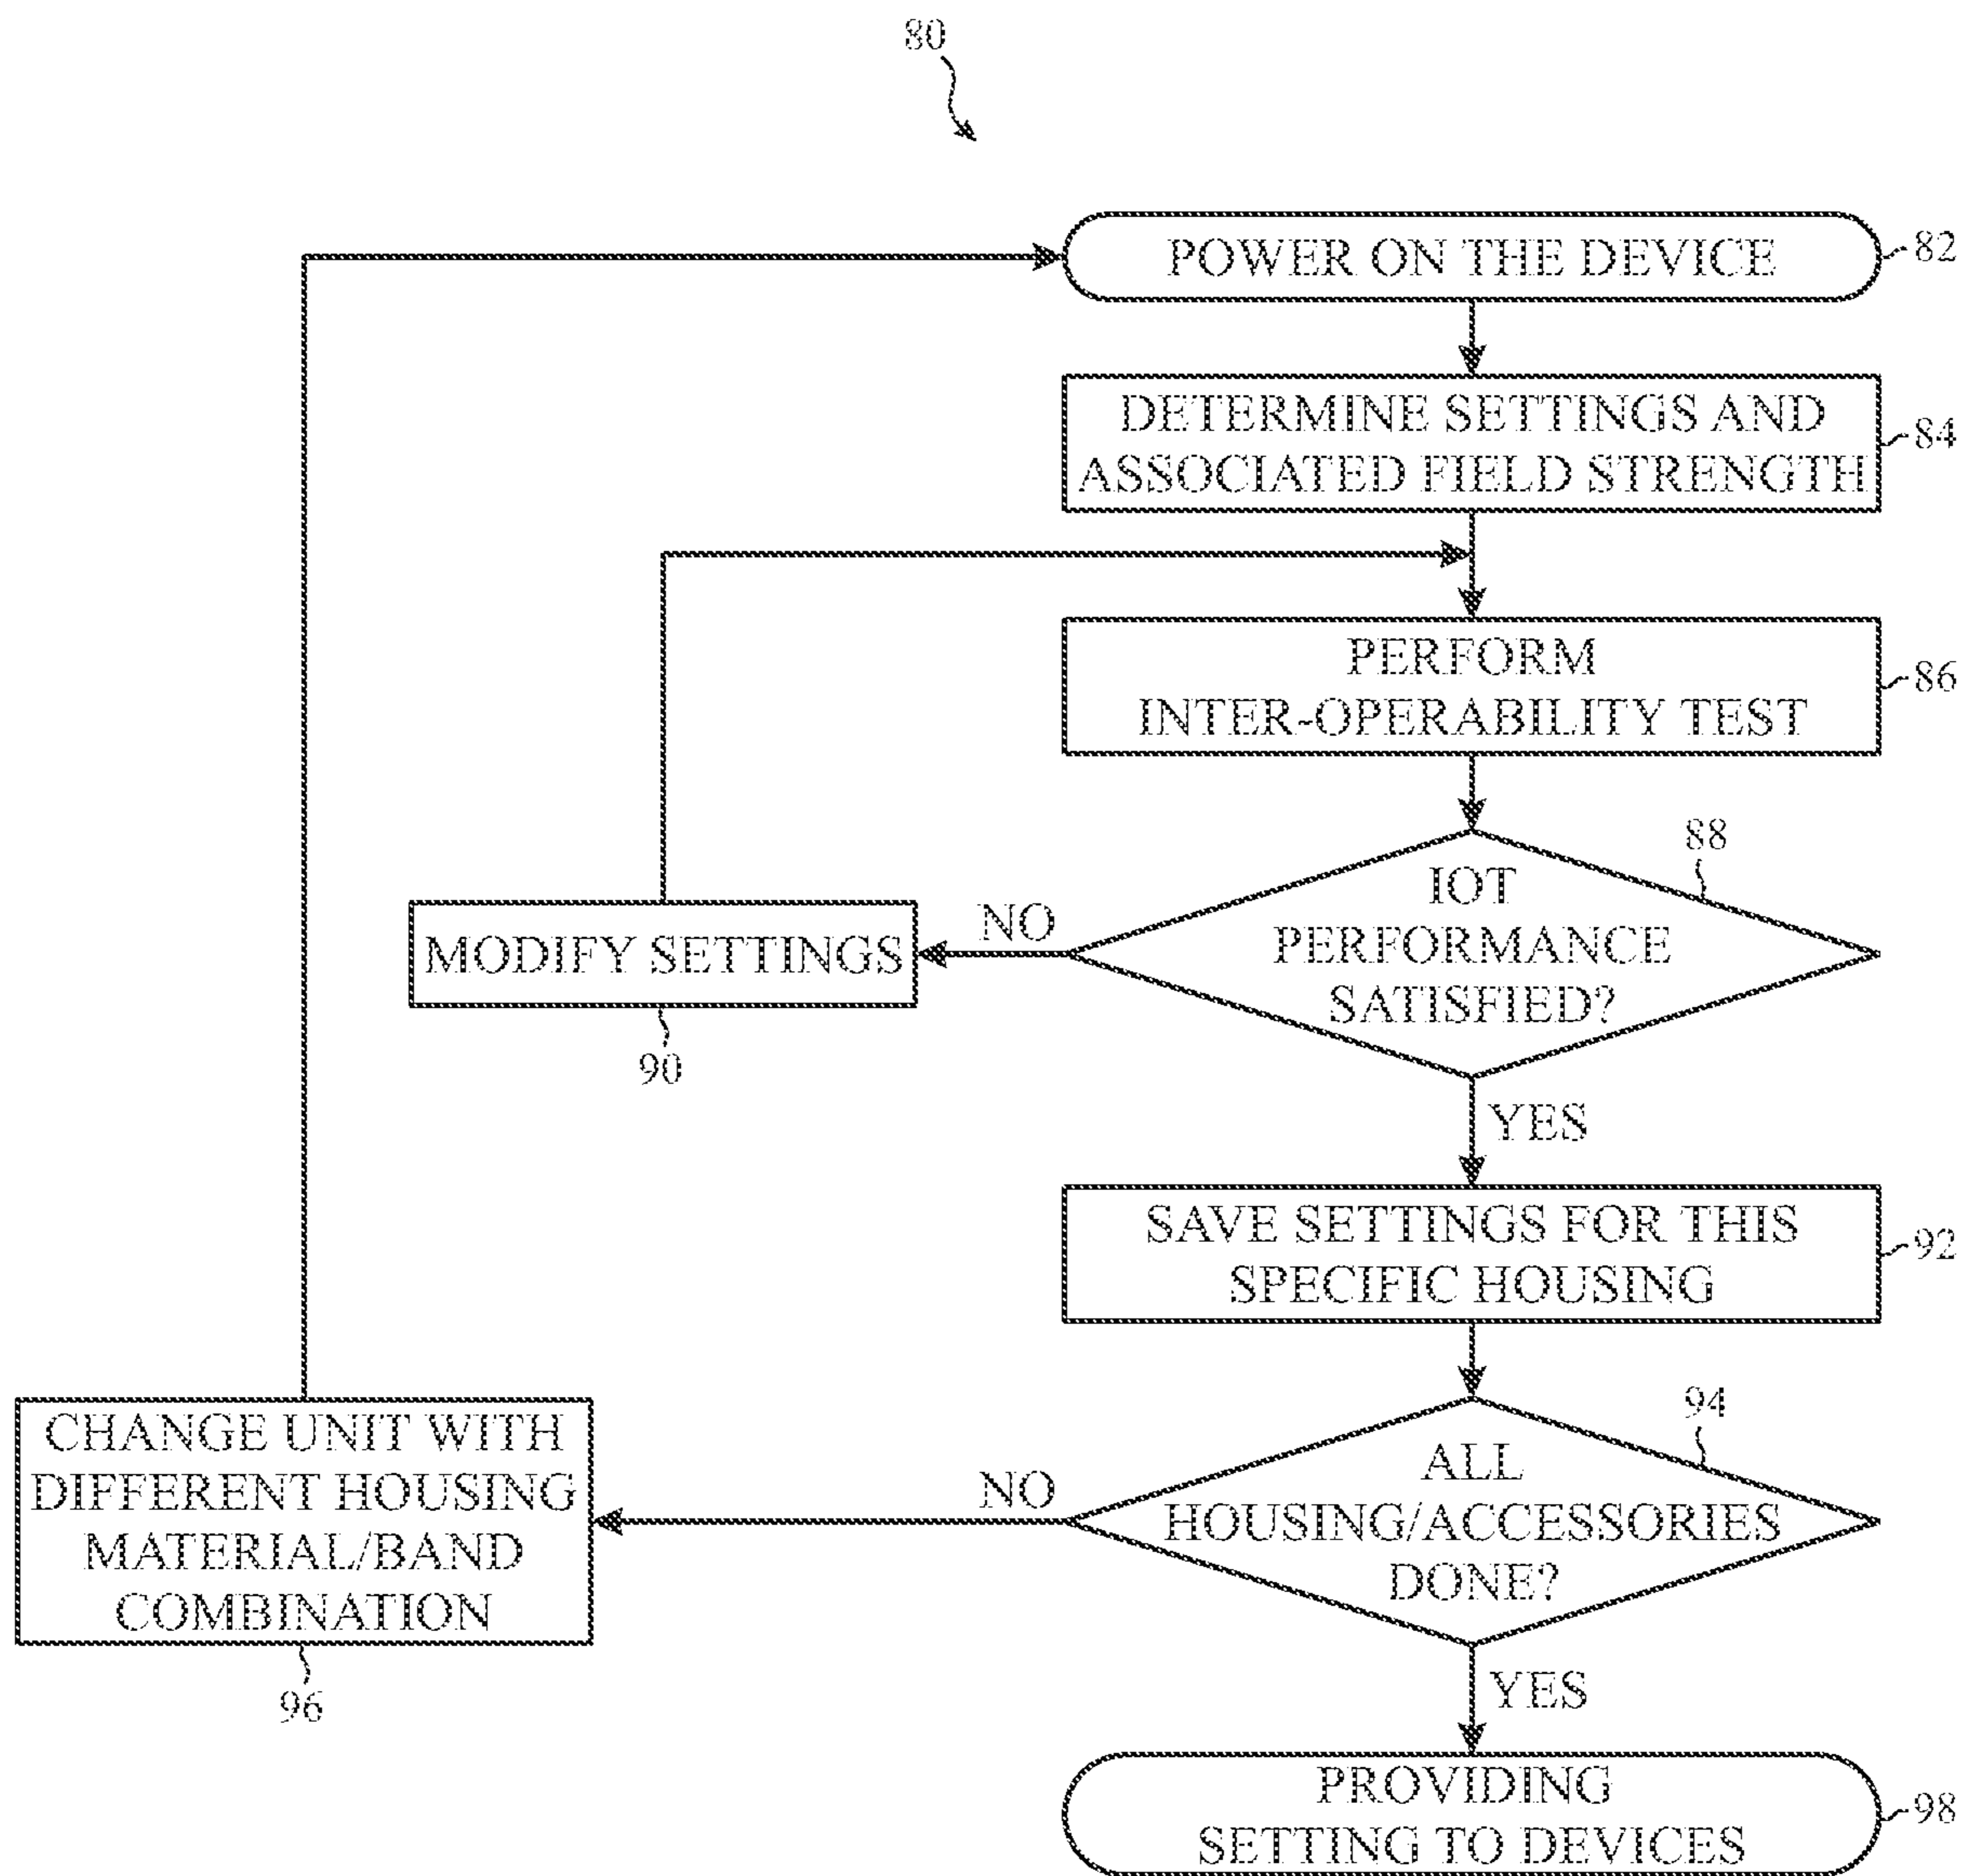 80
POWER ON THE DEVICE
82
DETERMINE SETTINGS AND
ASSOCIATED FIELD STRENGTH
84
PERFORM
INTER-OPERABILITY TEST
86
88
IOT
PERFORMANCE
SATISFIED?
NO
MODIFY SETTINGS
90
YES
SAVE SETTINGS FOR THIS
SPECIFIC HOUSING
92
94
ALL
HOUSING/ACCESSORIES
DONE?
NO
CHANGE UNIT WITH
DIFFERENT HOUSING
MATERIAL/BAND
COMBINATION
96
YES
PROVIDING
SETTING TO DEVICES
98